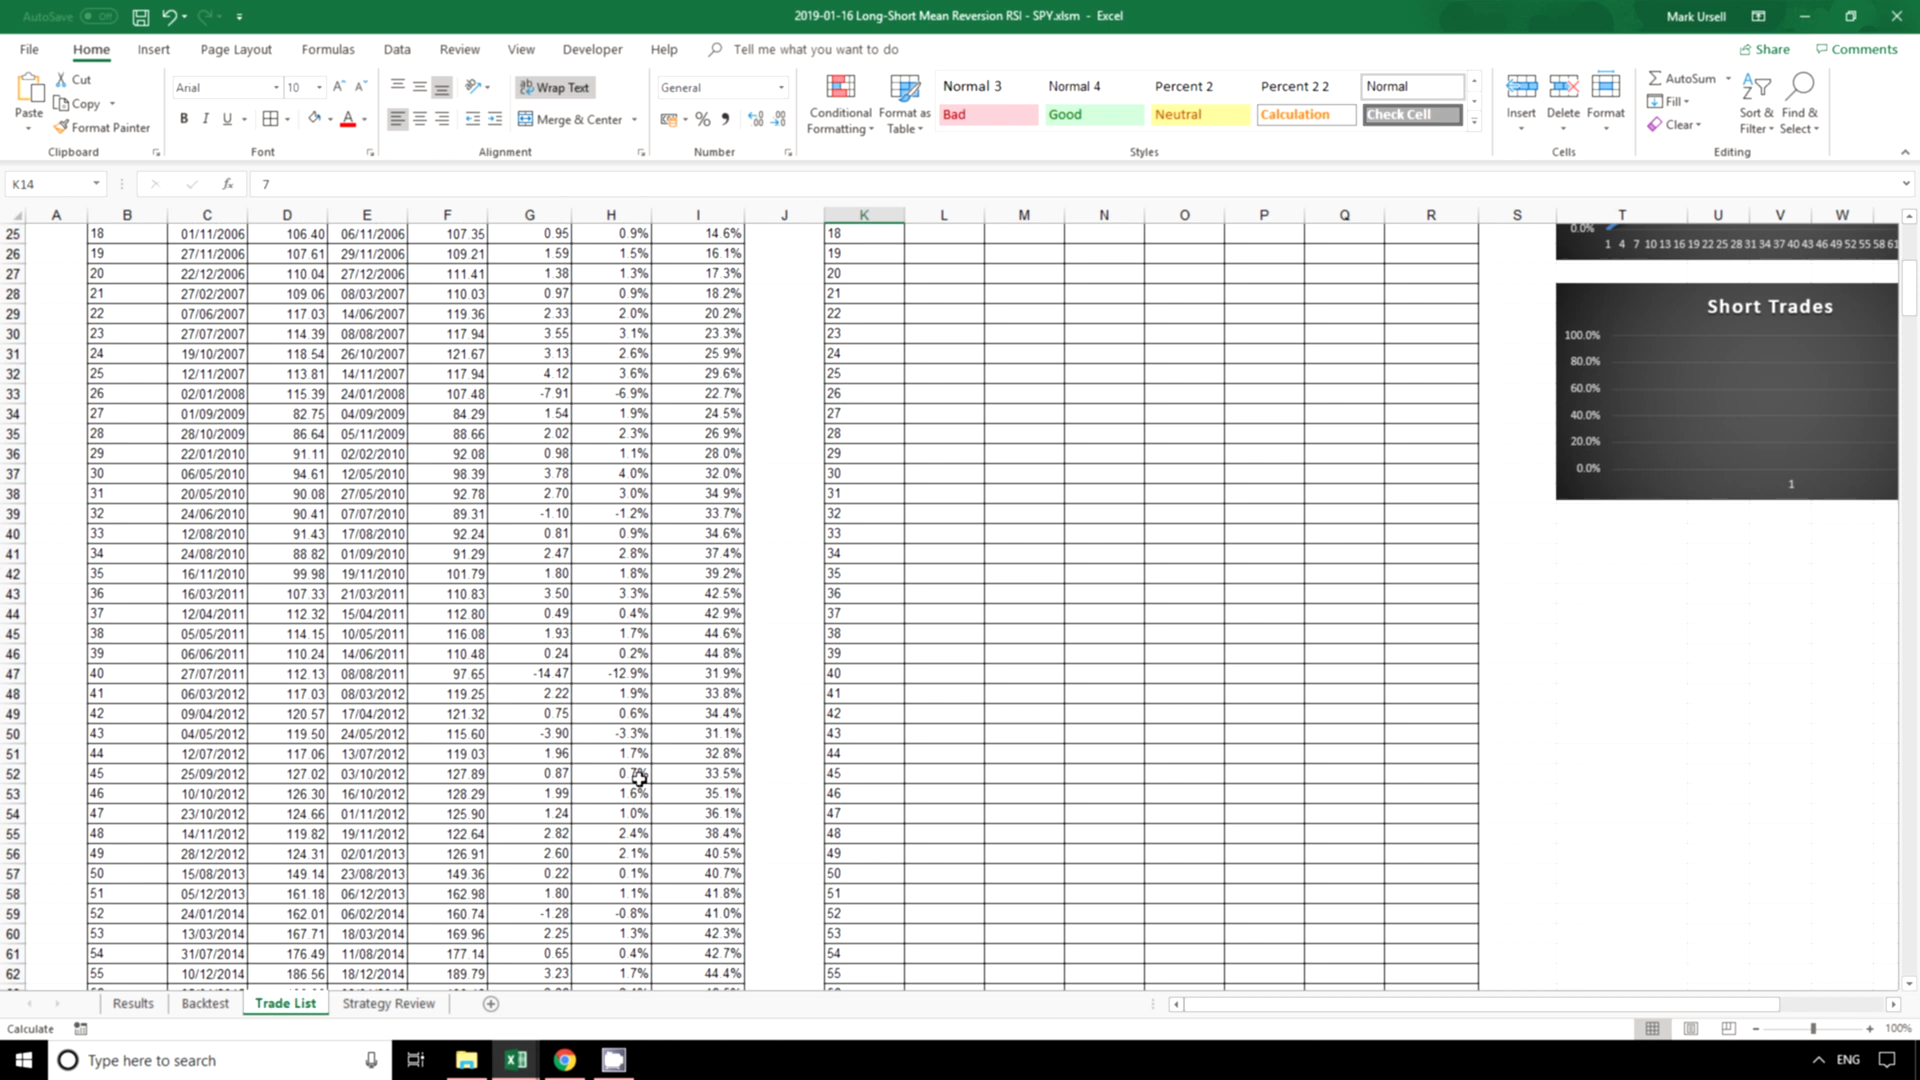 AutoSave Off
2019-01-16 Long-Short Mean Reversion RSI - SPY.xlsm - Excel
Mark Ursell
File Home Insert Page Layout Formulas Data Review View Developer Help Tell me what you want to do Share Comments
Paste Cut Copy Format Painter
Clipboard
Arial 10
B I U
Font
Wrap Text
Merge & Center
Alignment
General
Number
Conditional Formatting
Format as Table
Normal 3 Normal 4 Percent 2 Percent 2 2 Normal
Bad Good Neutral Calculation Check Cell
Styles
Insert Delete Format
Cells
AutoSum
Fill
Clear
Sort & Filter
Find & Select
Editing
K14 fx 7
A B C D E F G H I J K L M N O P Q R S T U V W
25 18 01/11/2006 106.40 06/11/2006 107.35 0.95 0.9% 14.6% 18
26 19 27/11/2006 107.61 29/11/2006 109.21 1.59 1.5% 16.1% 19
27 20 22/12/2006 110.04 27/12/2006 111.41 1.38 1.3% 17.3% 20
28 21 27/02/2007 109.06 08/03/2007 110.03 0.97 0.9% 18.2% 21
29 22 07/06/2007 117.03 14/06/2007 119.36 2.33 2.0% 20.2% 22
30 23 27/07/2007 114.39 08/08/2007 117.94 3.55 3.1% 23.3% 23
31 24 19/10/2007 118.54 26/10/2007 121.67 3.13 2.6% 25.9% 24
32 25 12/11/2007 113.81 14/11/2007 117.94 4.12 3.6% 29.6% 25
33 26 02/01/2008 115.39 24/01/2008 107.48 -7.91 -6.9% 22.7% 26
34 27 01/09/2009 82.75 04/09/2009 84.29 1.54 1.9% 24.5% 27
35 28 28/10/2009 86.64 05/11/2009 88.66 2.02 2.3% 26.9% 28
36 29 22/01/2010 91.11 02/02/2010 92.08 0.98 1.1% 28.0% 29
37 30 06/05/2010 94.61 12/05/2010 98.39 3.78 4.0% 32.0% 30
38 31 20/05/2010 90.08 27/05/2010 92.78 2.70 3.0% 34.9% 31
39 32 24/06/2010 90.41 07/07/2010 89.31 -1.10 -1.2% 33.7% 32
40 33 12/08/2010 91.43 17/08/2010 92.24 0.81 0.9% 34.6% 33
41 34 24/08/2010 88.82 01/09/2010 91.29 2.47 2.8% 37.4% 34
42 35 16/11/2010 99.98 19/11/2010 101.79 1.80 1.8% 39.2% 35
43 36 16/03/2011 107.33 21/03/2011 110.83 3.50 3.3% 42.5% 36
44 37 12/04/2011 112.32 15/04/2011 112.80 0.49 0.4% 42.9% 37
45 38 05/05/2011 114.15 10/05/2011 116.08 1.93 1.7% 44.6% 38
46 39 06/06/2011 110.24 14/06/2011 110.48 0.24 0.2% 44.8% 39
47 40 27/07/2011 112.13 08/08/2011 97.65 -14.47 -12.9% 31.9% 40
48 41 06/03/2012 117.03 08/03/2012 119.25 2.22 1.9% 33.8% 41
49 42 09/04/2012 120.57 17/04/2012 121.32 0.75 0.6% 34.4% 42
50 43 04/05/2012 119.50 24/05/2012 115.60 -3.90 -3.3% 31.1% 43
51 44 12/07/2012 117.06 13/07/2012 119.03 1.96 1.7% 32.8% 44
52 45 25/09/2012 127.02 03/10/2012 127.89 0.87 0.7% 33.5% 45
53 46 10/10/2012 126.30 16/10/2012 128.29 1.99 1.6% 35.1% 46
54 47 23/10/2012 124.66 01/11/2012 125.90 1.24 1.0% 36.1% 47
55 48 14/11/2012 119.82 19/11/2012 122.64 2.82 2.4% 38.4% 48
56 49 28/12/2012 124.31 02/01/2013 126.91 2.60 2.1% 40.5% 49
57 50 15/08/2013 149.14 23/08/2013 149.36 0.22 0.1% 40.7% 50
58 51 05/12/2013 161.18 06/12/2013 162.98 1.80 1.1% 41.8% 51
59 52 24/01/2014 162.01 06/02/2014 160.74 -1.28 -0.8% 41.0% 52
60 53 13/03/2014 167.71 18/03/2014 169.96 2.25 1.3% 42.3% 53
61 54 31/07/2014 176.49 11/08/2014 177.14 0.65 0.4% 42.7% 54
62 55 10/12/2014 186.56 18/12/2014 189.79 3.23 1.7% 44.4% 55
0.0%
1 4 7 10 13 16 19 22 25 28 31 34 37 40 43 46 49 52 55 58 61
Short Trades
100.0%
80.0%
60.0%
40.0%
20.0%
0.0%
1
Results Backtest Trade List Strategy Review
Calculate 100%
Type here to search
ENG